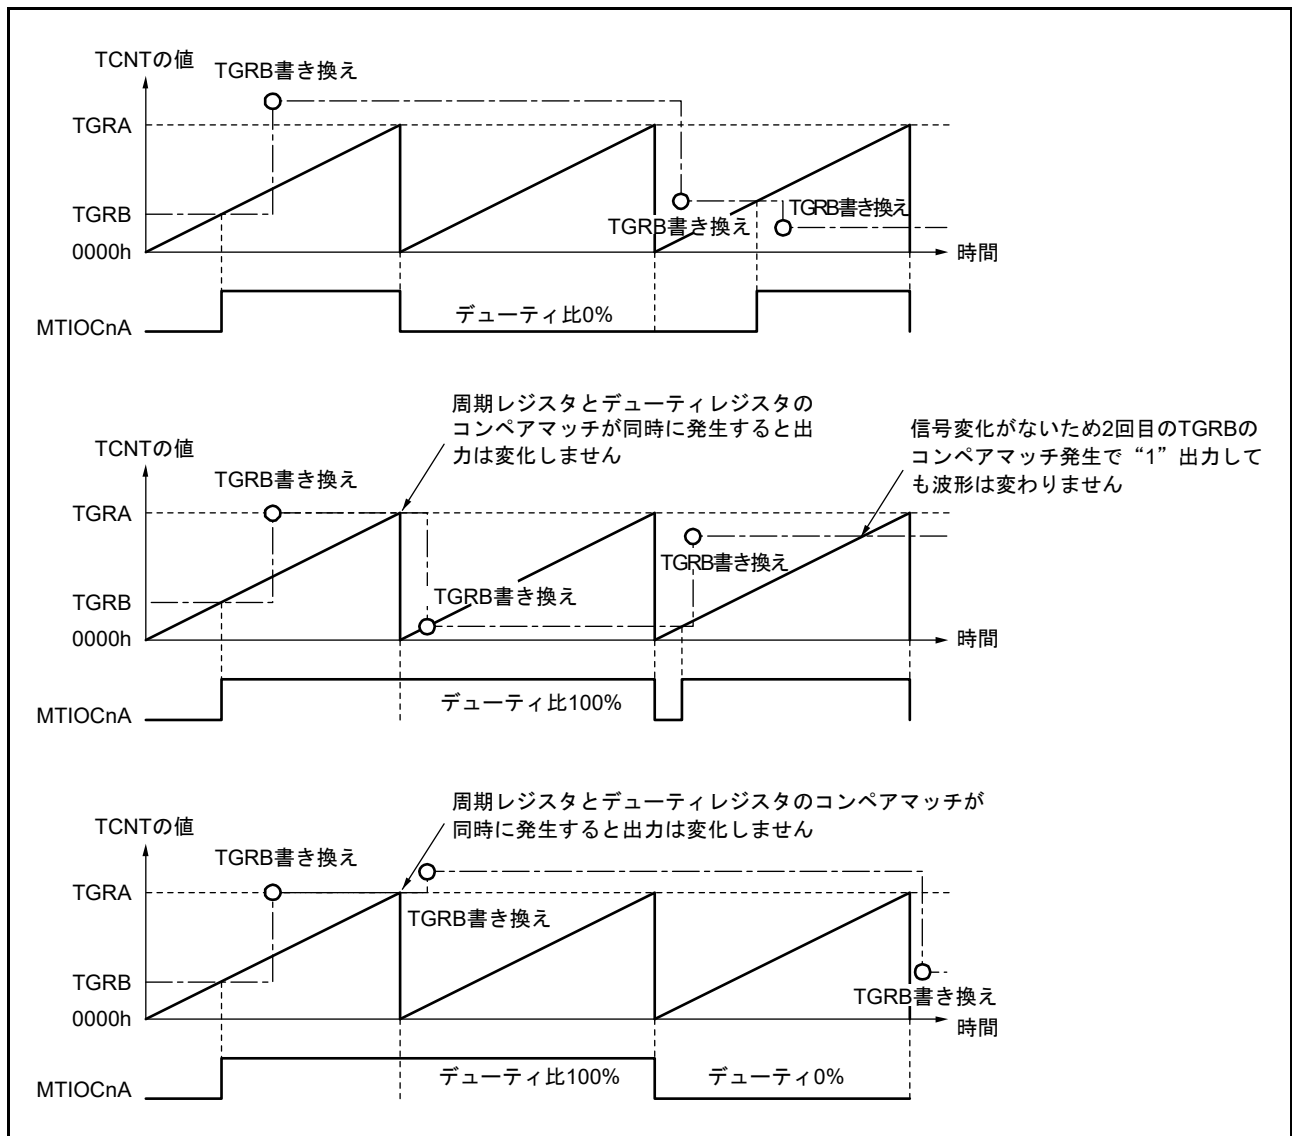 TCNTの値
TGRB書き換え
TGRA
TGRB
TGRB書き換え
TGRB書き換え
0000h
時間
MTIOCnA
デューティ比0%
周期レジスタとデューティレジスタの
コンペアマッチが同時に発生すると出
力は変化しません
信号変化がないため2回目のTGRBの
コンペアマッチ発生で“1”出力して
も波形は変わりません
TCNTの値
TGRB書き換え
TGRA
TGRB書き換え
TGRB
TGRB書き換え
0000h
時間
MTIOCnA
デューティ比100%
周期レジスタとデューティレジスタのコンペアマッチが
同時に発生すると出力は変化しません
TCNTの値
TGRB書き換え
TGRA
TGRB書き換え
TGRB
TGRB書き換え
0000h
時間
MTIOCnA
デューティ比100%
デューティ0%